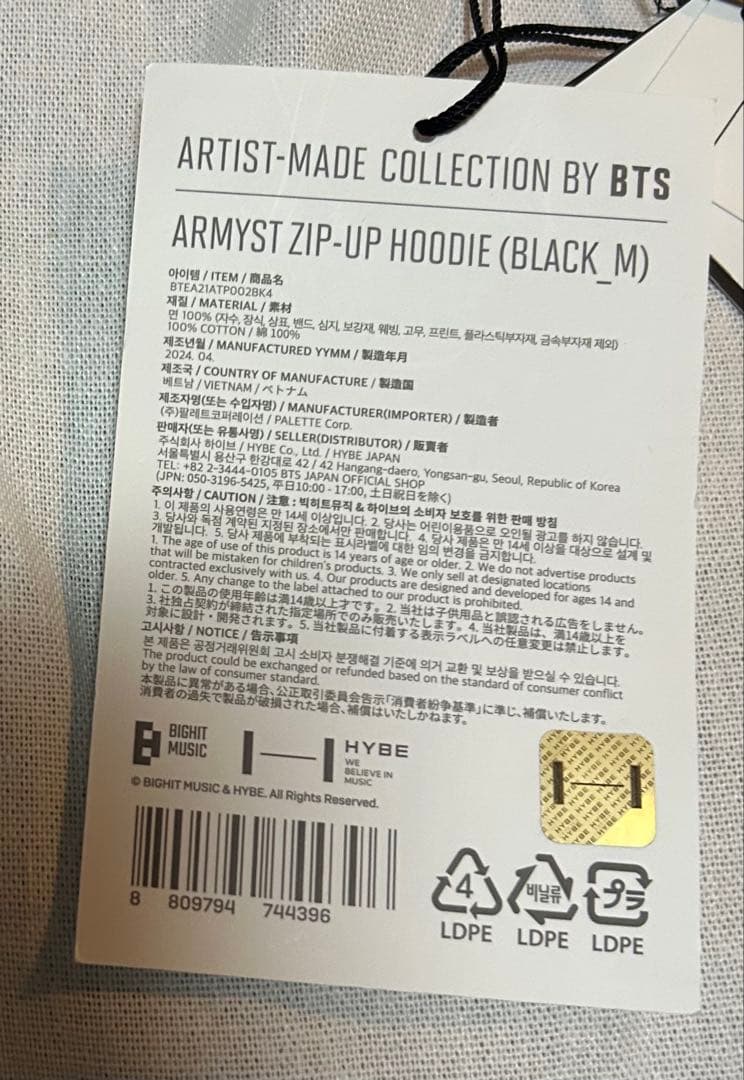 ARTIST-MADE COLLECTION BY BTS
ARMYST ZIP-UP HOODIE (BLACK_M)
아이템 / ITEM / 商品名
BTEA21ATP002BK4
재질 / MATERIAL / 素材
면 100% (자수, 장식, 상표, 밴드, 심지, 보강재, 웨빙, 고무, 프린트, 플라스틱부자재, 금속부자재 제외)
100% COTTON / 綿 100%
제조년월 / MANUFACTURED YYMM / 製造年月
2024. 04.
제조국 / COUNTRY OF MANUFACTURE / 製造国
베트남 / VIETNAM / ベトナム
제조자명(또는 수입자명) / MANUFACTURER(IMPORTER) / 製造者
(주)팔레트코퍼레이션 / PALETTE Corp.
판매자(또는 유통사명) / SELLER(DISTRIBUTOR) / 販賣者
주식회사 하이브 / HYBE Co., Ltd. / HYBE JAPAN
서울특별시 용산구 한강대로 42 / 42 Hangang-daero, Yongsan-gu, Seoul, Republic of Korea
TEL: +82 2-3444-0105 BTS JAPAN OFFICIAL SHOP
(JPN: 050-3196-5425, 平日10:00 - 17:00, 土日祝日を除く)
주의사항 / CAUTION / 注意 : 빅히트뮤직 & 하이브의 소비자 보호를 위한 판매 방침
1. 이 제품의 사용연령은 만 14세 이상입니다. 2. 당사는 어린이용품으로 오인될 광고를 하지 않습니다.
3. 당사와 독점 계약된 지정된 장소에서만 판매합니다. 4. 당사 제품은 만 14세 이상을 대상으로 설계 및
개발됩니다. 5. 당사 제품에 부착되는 표시라벨에 대한 임의 변경을 금지합니다.
1. The age of use of this product is 14 years of age or older. 2. We do not advertise products
that will be mistaken for children's products. 3. We only sell at designated locations
contracted exclusively with us. 4. Our products are designed and developed for ages 14 and
older. 5. Any change to the label attached to our product is prohibited.
1. この製品の使用年齢は満14歳以上才です。2. 当社は子供用品と誤認される広告をしません。
3. 社独占契約が締結された指定場所でのみ販売いたします。4. 当社製品は、満14歳以上を
対象に設計・開発されます。5. 当社製品に付着する表示ラベルへの任意変更は禁止します。
고시사항 / NOTICE / 告示事項
본 제품은 공정거래위원회 고시 소비자 분쟁해결 기준에 의거 교환 및 보상을 받으실 수 있습니다.
The product could be exchanged or refunded based on the standard of consumer conflict
by the law of consumer standard.
本製品に異常がある場合、公正取引委員会告示「消費者紛争基準」に準じ、補償いたします。
消費者の過失で製品が破損された場合、補償はいたしかねます。
BIGHIT
MUSIC
HYBE
WE
BELIEVE IN
MUSIC
© BIGHIT MUSIC & HYBE. All Rights Reserved.
8 809794 744396
4
LDPE
비닐류
LDPE
プラ
LDPE